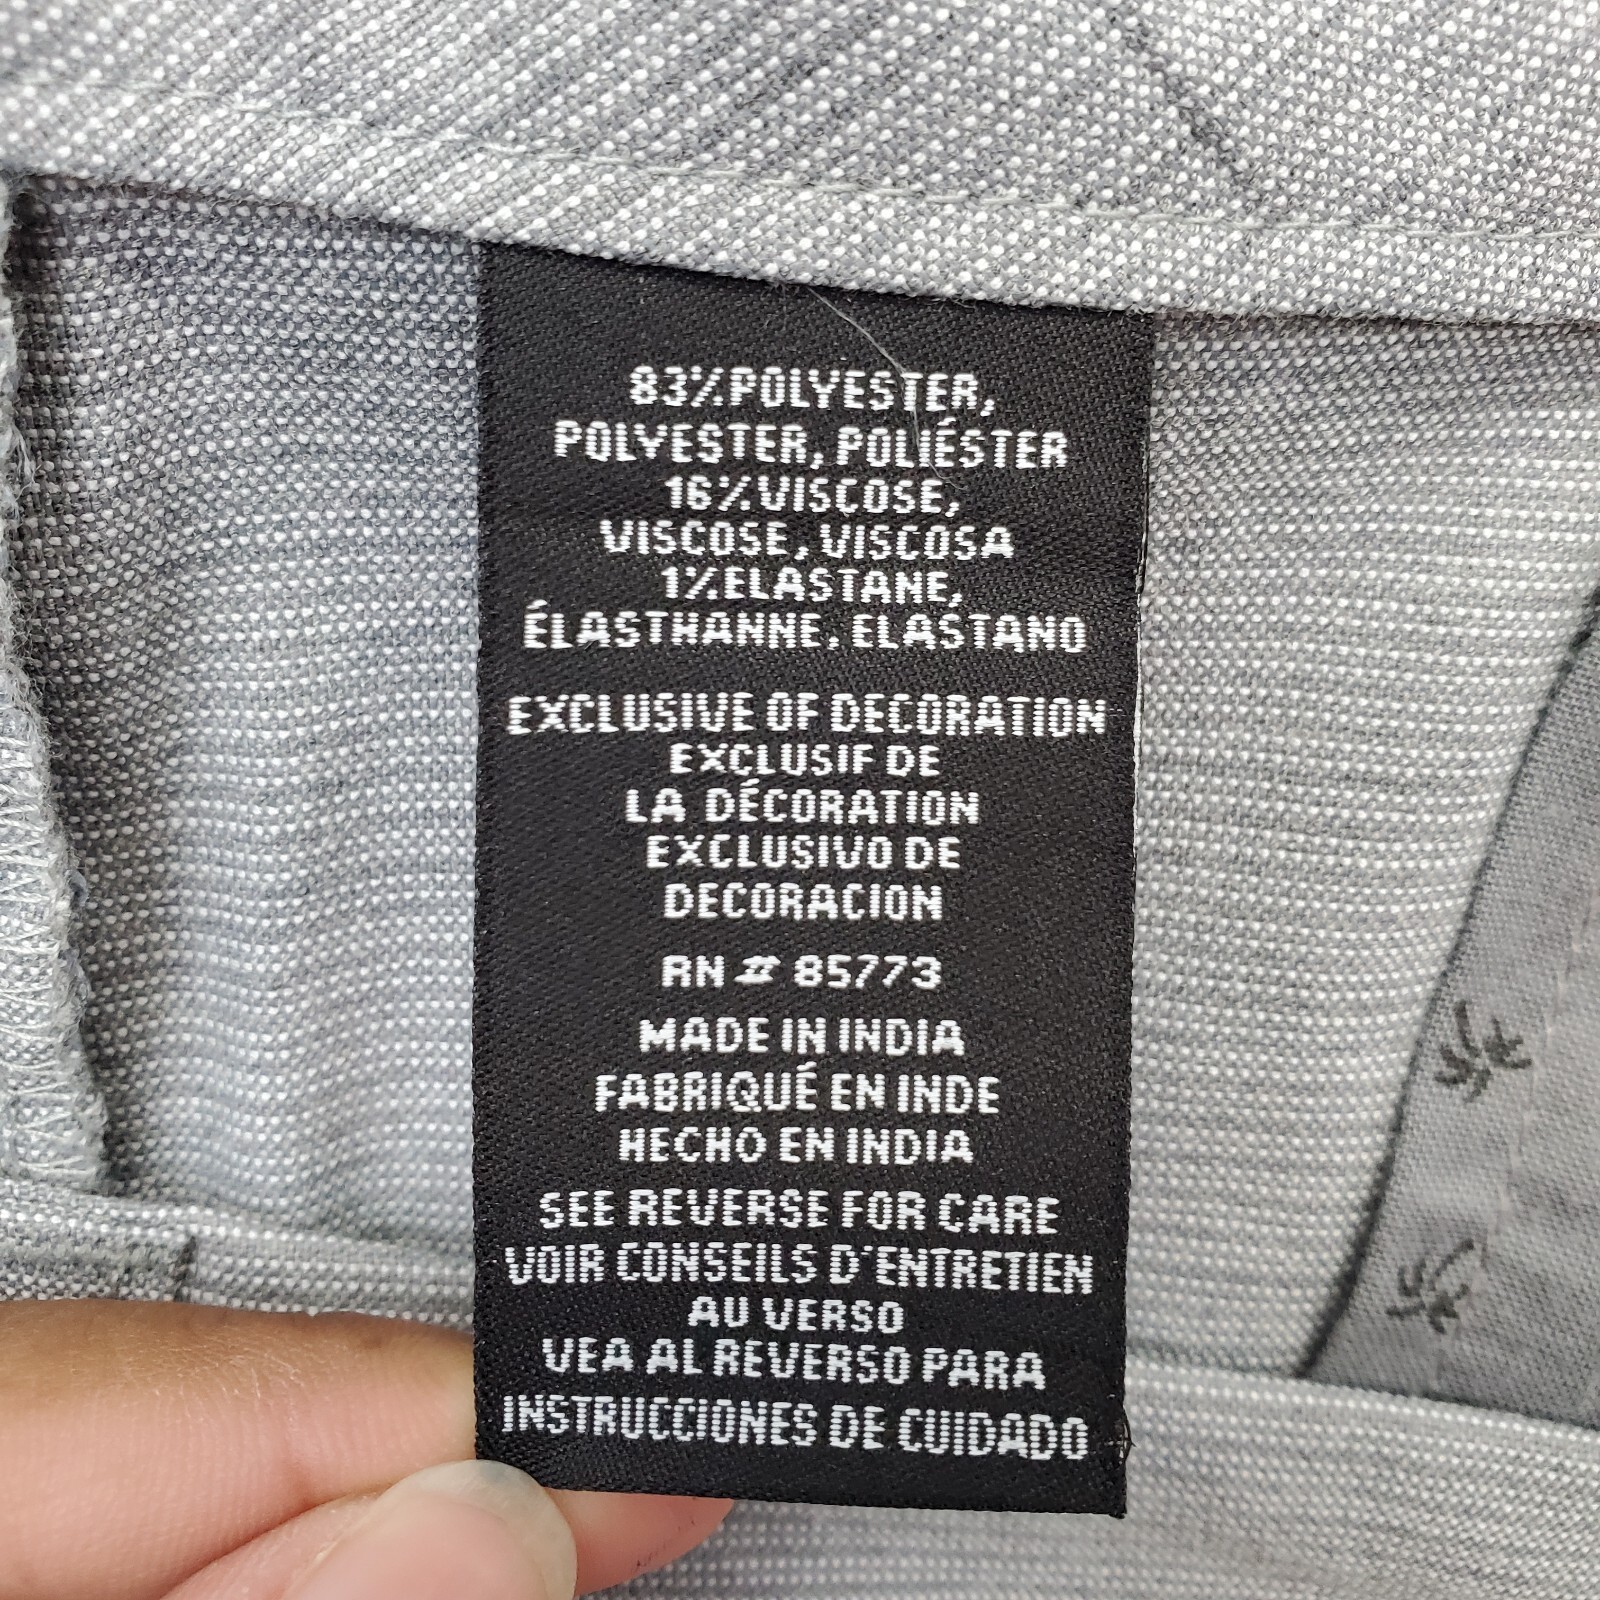 83% POLYESTER,
POLYESTER, POLIÉSTER
16% VISCOSE,
VISCOSE, VISCOSA
1% ELASTANE,
ÉLASTHANNE, ELASTANO
EXCLUSIVE OF DECORATION
EXCLUSIF DE
LA DÉCORATION
EXCLUSIVO DE
DECORACION
RN # 85773
MADE IN INDIA
FABRIQUÉ EN INDE
HECHO EN INDIA
SEE REVERSE FOR CARE
VOIR CONSEILS D'ENTRETIEN
AU VERSO
VEA AL REVERSO PARA
INSTRUCCIONES DE CUIDADO